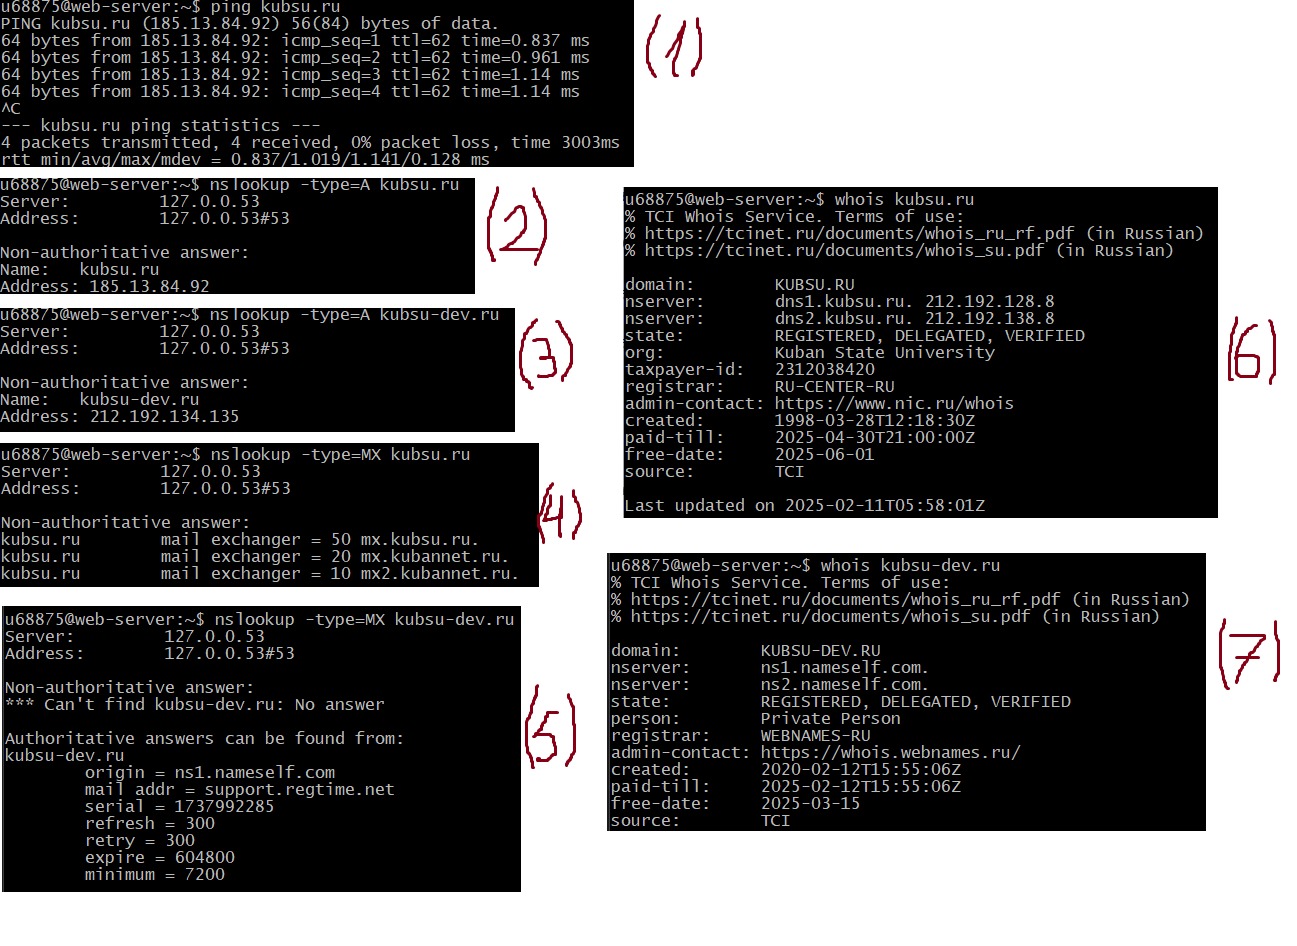 u68875@web-server:~$ ping kubsu.ru
PING kubsu.ru (185.13.84.92) 56(84) bytes of data.
64 bytes from 185.13.84.92: icmp_seq=1 ttl=62 time=0.837 ms
64 bytes from 185.13.84.92: icmp_seq=2 ttl=62 time=0.961 ms
64 bytes from 185.13.84.92: icmp_seq=3 ttl=62 time=1.14 ms
64 bytes from 185.13.84.92: icmp_seq=4 ttl=62 time=1.14 ms
^C
--- kubsu.ru ping statistics ---
4 packets transmitted, 4 received, 0% packet loss, time 3003ms
rtt min/avg/max/mdev = 0.837/1.019/1.141/0.128 ms
(1)
u68875@web-server:~$ nslookup -type=A kubsu.ru
Server: 127.0.0.53
Address: 127.0.0.53#53
Non-authoritative answer:
Name: kubsu.ru
Address: 185.13.84.92
(2)
u68875@web-server:~$ nslookup -type=A kubsu-dev.ru
Server: 127.0.0.53
Address: 127.0.0.53#53
Non-authoritative answer:
Name: kubsu-dev.ru
Address: 212.192.134.135
(3)
u68875@web-server:~$ nslookup -type=MX kubsu.ru
Server: 127.0.0.53
Address: 127.0.0.53#53
Non-authoritative answer:
kubsu.ru mail exchanger = 50 mx.kubsu.ru.
kubsu.ru mail exchanger = 20 mx.kubannet.ru.
kubsu.ru mail exchanger = 10 mx2.kubannet.ru.
(4)
u68875@web-server:~$ nslookup -type=MX kubsu-dev.ru
Server: 127.0.0.53
Address: 127.0.0.53#53
Non-authoritative answer:
*** Can't find kubsu-dev.ru: No answer
Authoritative answers can be found from:
kubsu-dev.ru
origin = ns1.nameself.com
mail addr = support.regtime.net
serial = 1737992285
refresh = 300
retry = 300
expire = 604800
minimum = 7200
(5)
u68875@web-server:~$ whois kubsu.ru
% TCI Whois Service. Terms of use:
% https://tcinet.ru/documents/whois_ru_rf.pdf (in Russian)
% https://tcinet.ru/documents/whois_su.pdf (in Russian)
domain: KUBSU.RU
nserver: dns1.kubsu.ru. 212.192.128.8
nserver: dns2.kubsu.ru. 212.192.138.8
state: REGISTERED, DELEGATED, VERIFIED
org: Kuban State University
taxpayer-id: 2312038420
registrar: RU-CENTER-RU
admin-contact: https://www.nic.ru/whois
created: 1998-03-28T12:18:30Z
paid-till: 2025-04-30T21:00:00Z
free-date: 2025-06-01
source: TCI
Last updated on 2025-02-11T05:58:01Z
(6)
u68875@web-server:~$ whois kubsu-dev.ru
% TCI Whois Service. Terms of use:
% https://tcinet.ru/documents/whois_ru_rf.pdf (in Russian)
% https://tcinet.ru/documents/whois_su.pdf (in Russian)
domain: KUBSU-DEV.RU
nserver: ns1.nameself.com.
nserver: ns2.nameself.com.
state: REGISTERED, DELEGATED, VERIFIED
person: Private Person
registrar: WEBNAMES-RU
admin-contact: https://whois.webnames.ru/
created: 2020-02-12T15:55:06Z
paid-till: 2025-02-12T15:55:06Z
free-date: 2025-03-15
source: TCI
(7)